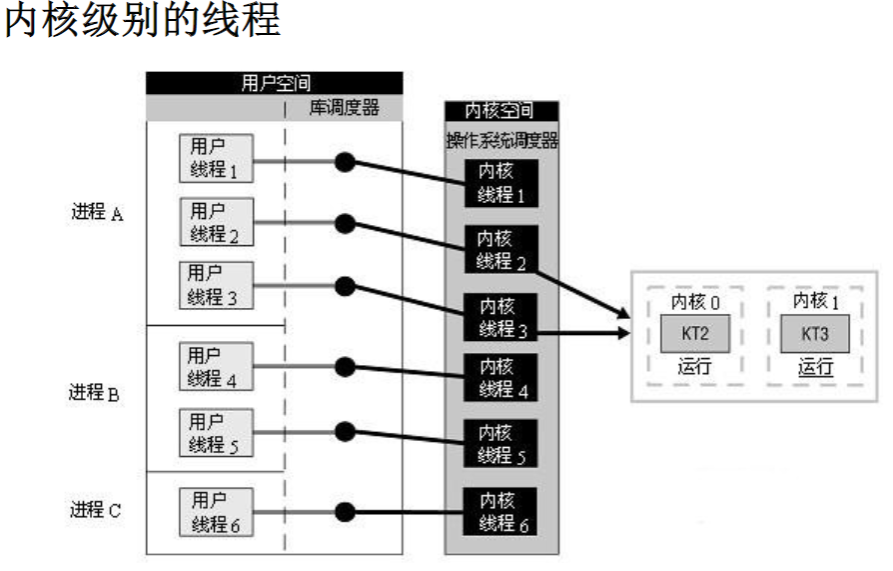 内核级别的线程
用户空间
库调度器
内核空间
操作系统调度器
进程 A
用户
线程1
用户
线程2
用户
线程3
进程 B
用户
线程4
用户
线程5
进程 C
用户
线程6
内核
线程1
内核
线程2
内核
线程3
内核
线程4
内核
线程5
内核
线程6
内核 0
KT2
运行
内核 1
KT3
运行